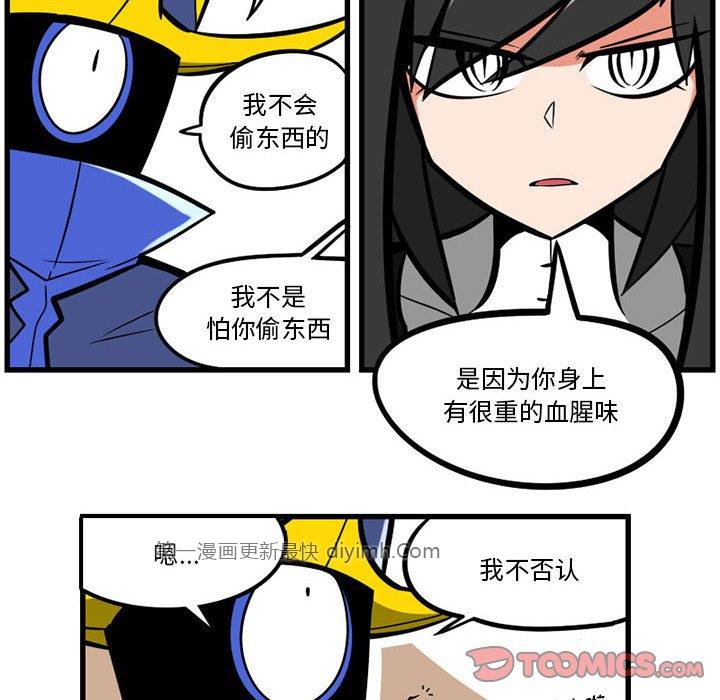 我不会
偷东西的
我不是
怕你偷东西
是因为你身上
有很重的血腥味
嗯...
第一漫画更新最快 diyimh.Com
我不否认
TOOMICS.COM